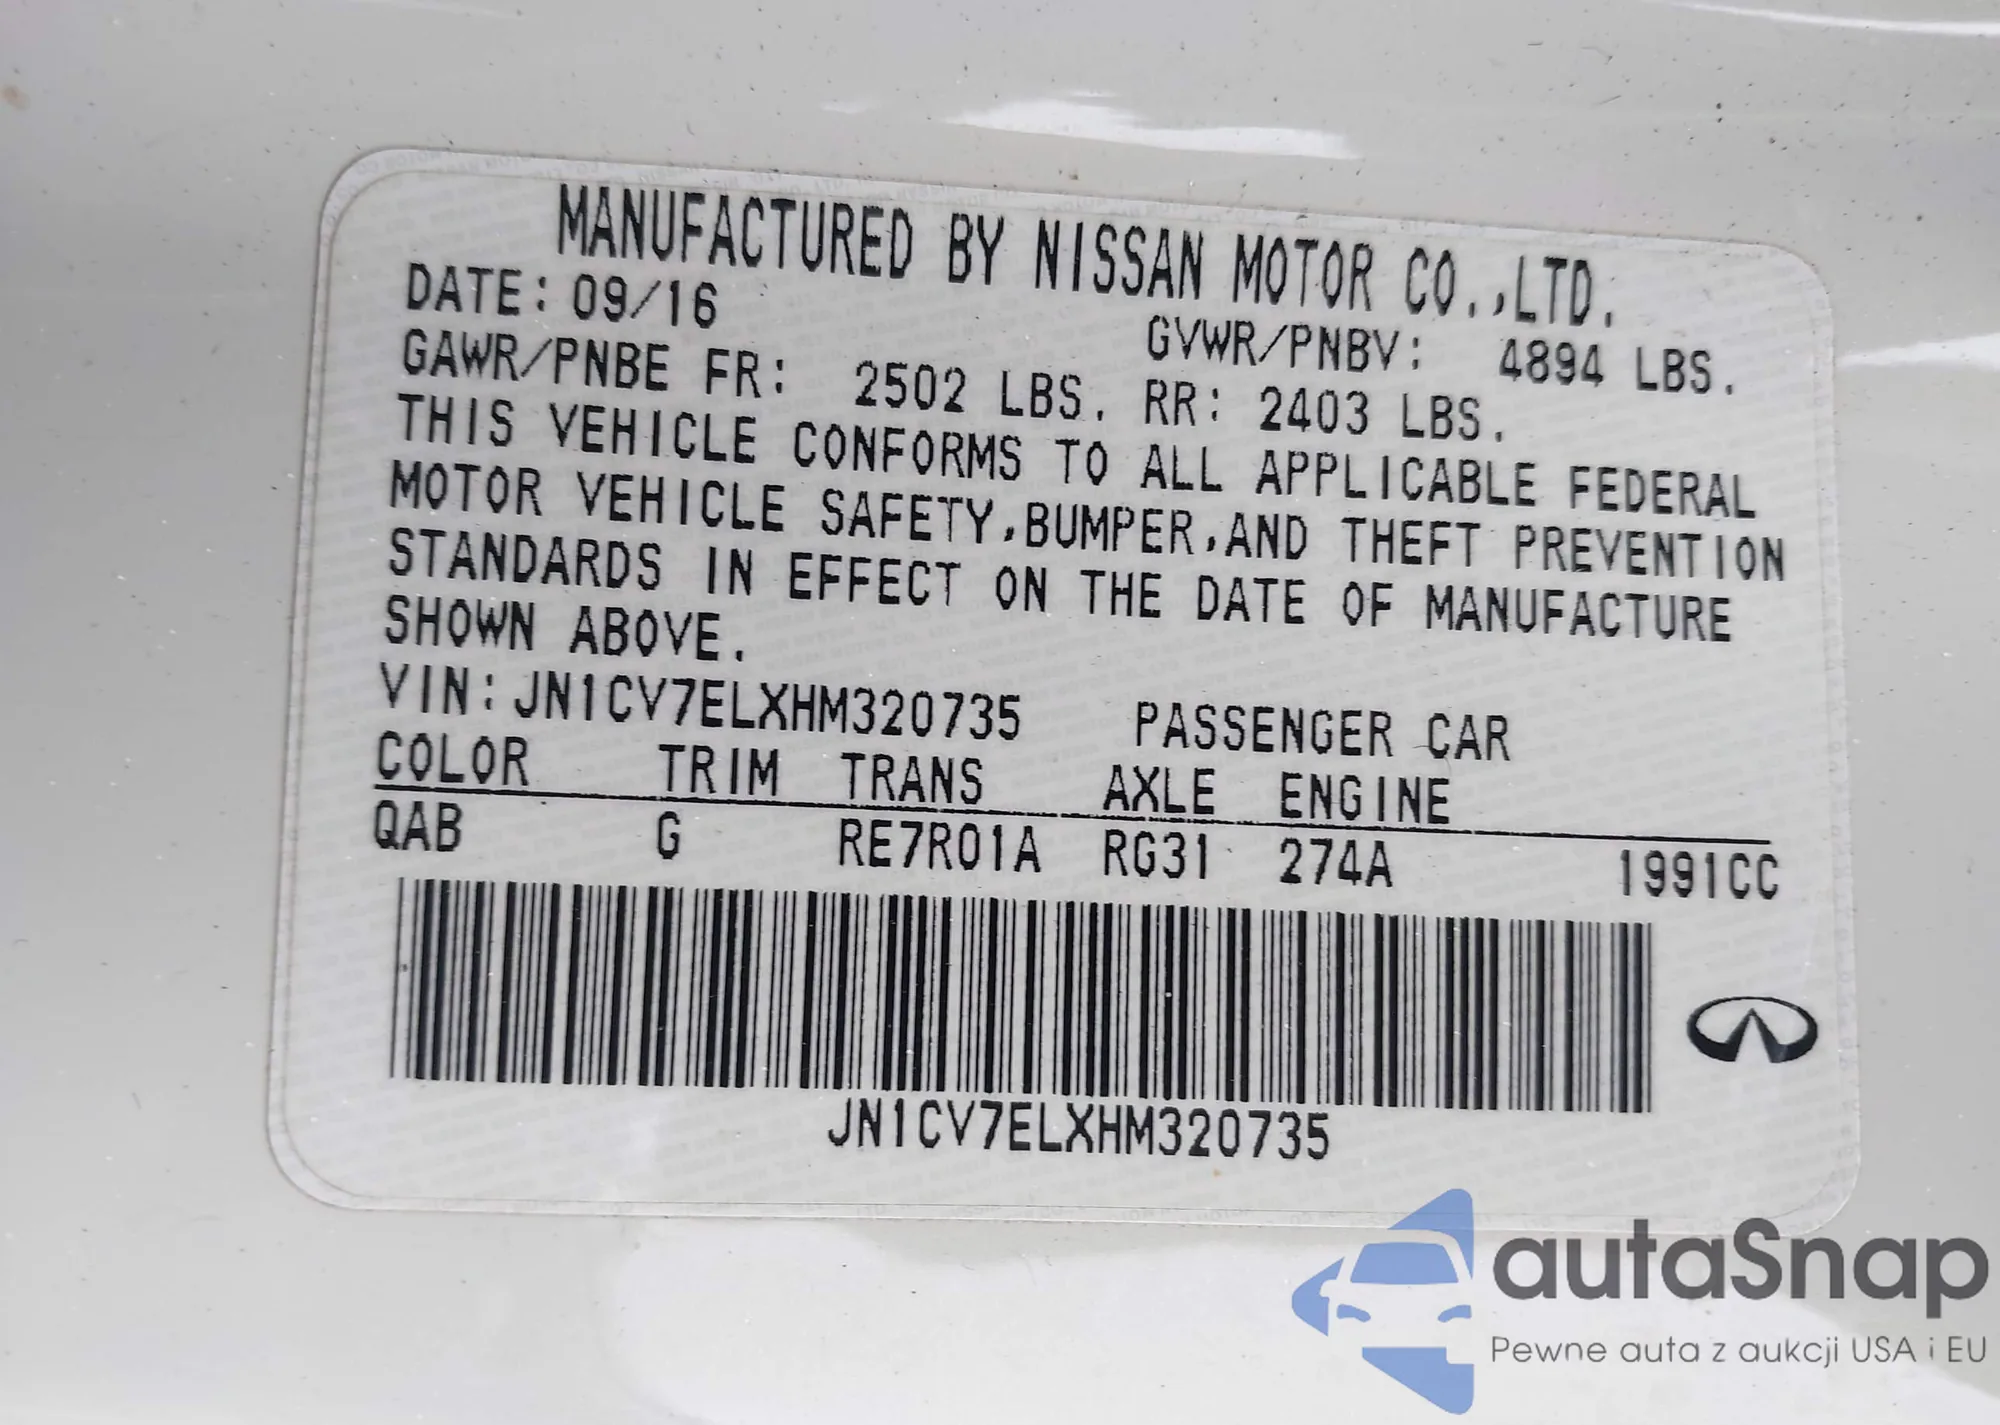 MANUFACTURED BY NISSAN MOTOR CO.,LTD.
DATE: 09/16 GVWR/PNBV: 4894 LBS.
GAWR/PNBE FR: 2502 LBS. RR: 2403 LBS.
THIS VEHICLE CONFORMS TO ALL APPLICABLE FEDERAL
MOTOR VEHICLE SAFETY,BUMPER,AND THEFT PREVENTION
STANDARDS IN EFFECT ON THE DATE OF MANUFACTURE
SHOWN ABOVE.
VIN: JN1CV7ELXHM320735 PASSENGER CAR
COLOR TRIM TRANS AXLE ENGINE
QAB G RE7R01A RG31 274A 1991CC
JN1CV7ELXHM320735
autaSnap
Pewne auta z aukcji USA i EU